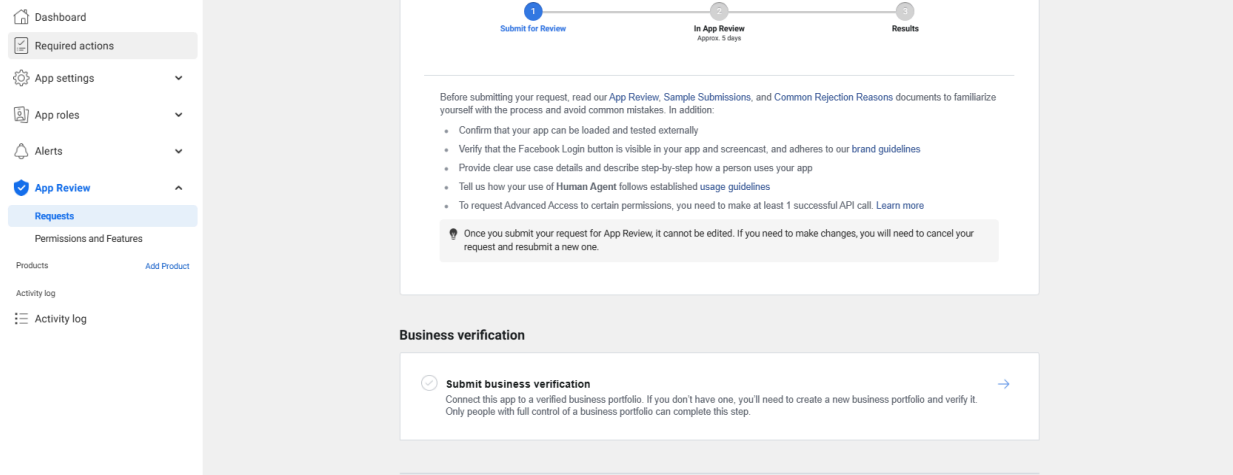 Dashboard
Required actions
App settings
App roles
Alerts
App Review
Requests
Permissions and Features
Products
Add Product
Activity log
Activity log
1
2
3
Submit for Review
In App Review
Results
Approx. 5 days
Before submitting your request, read our App Review, Sample Submissions, and Common Rejection Reasons documents to familiarize
yourself with the process and avoid common mistakes. In addition:
Confirm that your app can be loaded and tested externally
Verify that the Facebook Login button is visible in your app and screencast, and adheres to our brand guidelines
Provide clear use case details and describe step-by-step how a person uses your app
Tell us how your use of Human Agent follows established usage guidelines
To request Advanced Access to certain permissions, you need to make at least 1 successful API call. Learn more
Once you submit your request for App Review, it cannot be edited. If you need to make changes, you will need to cancel your
request and resubmit a new one.
Business verification
Submit business verification
Connect this app to a verified business portfolio. If you don't have one, you'll need to create a new business portfolio and verify it.
Only people with full control of a business portfolio can complete this step.